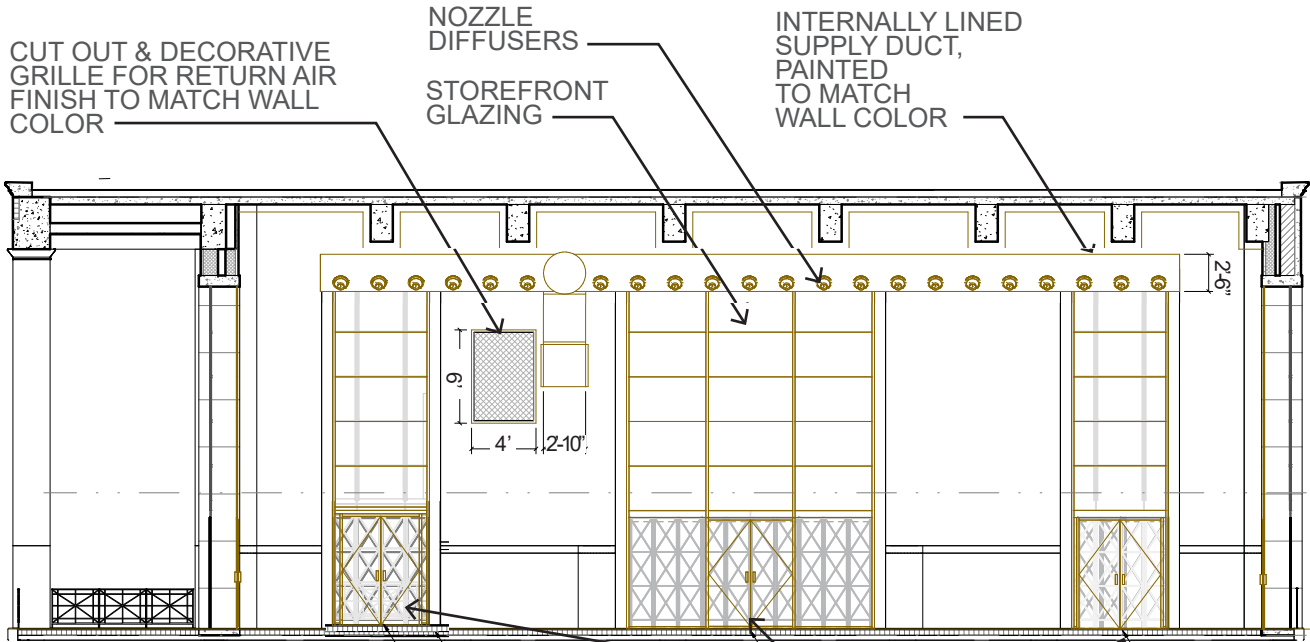 CUT OUT & DECORATIVE
GRILLE FOR RETURN AIR
FINISH TO MATCH WALL
COLOR
NOZZLE
DIFFUSERS
STOREFRONT
GLAZING
INTERNALLY LINED
SUPPLY DUCT,
PAINTED
TO MATCH
WALL COLOR
2'-6"
6'
4'
2'-10"